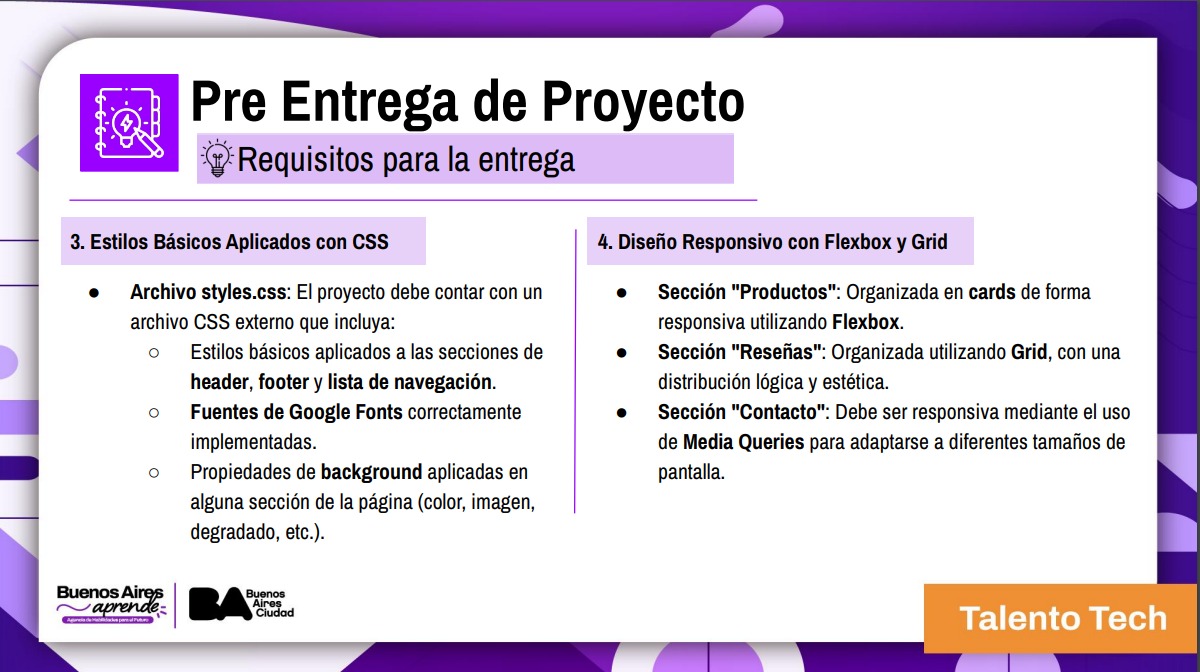 Pre Entrega de Proyecto
Requisitos para la entrega
3. Estilos Básicos Aplicados con CSS
● Archivo styles.css: El proyecto debe contar con un
archivo CSS externo que incluya:
○ Estilos básicos aplicados a las secciones de
header, footer y lista de navegación.
○ Fuentes de Google Fonts correctamente
implementadas.
○ Propiedades de background aplicadas en
alguna sección de la página (color, imagen,
degradado, etc.).
4. Diseño Responsivo con Flexbox y Grid
● Sección "Productos": Organizada en cards de forma
responsiva utilizando Flexbox.
● Sección "Reseñas": Organizada utilizando Grid, con una
distribución lógica y estética.
● Sección "Contacto": Debe ser responsiva mediante el uso
de Media Queries para adaptarse a diferentes tamaños de
pantalla.
Buenos Aires
aprende
Agencia de Habilidades para el Futuro
BA
Buenos
Aires
Ciudad
Talento Tech